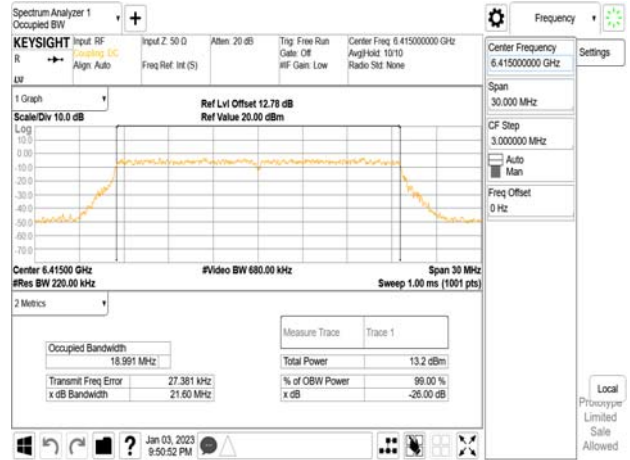 Spectrum Analyzer 1
Occupied BW
Frequency
KEYSIGHT
R
Input: RF
Coupling: DC
Align: Auto
Input Z: 50 Ω
Freq Ref: Int (S)
Atten: 20 dB
Trig: Free Run
Gate: Off
#IF Gain: Low
Center Freq: 6.415000000 GHz
Avg|Hold: 10/10
Radio Std: None
Center Frequency
6.415000000 GHz
Settings
Span
30.000 MHz
CF Step
3.000000 MHz
Auto
Man
Freq Offset
0 Hz
1 Graph
Scale/Div 10.0 dB
Ref Lvl Offset 12.78 dB
Ref Value 20.00 dBm
Log
10.0
0.00
-10.0
-20.0
-30.0
-40.0
-50.0
-60.0
-70.0
Center 6.41500 GHz
#Res BW 220.00 kHz
#Video BW 680.00 kHz
Span 30 MHz
Sweep 1.00 ms (1001 pts)
2 Metrics
Measure Trace Trace 1
Occupied Bandwidth
18.991 MHz
Total Power 13.2 dBm
Transmit Freq Error 27.381 kHz
% of OBW Power 99.00 %
x dB Bandwidth 21.60 MHz
x dB -26.00 dB
Local
Prototype
Limited
Sale
Allowed
?
Jan 03, 2023
9:50:52 PM